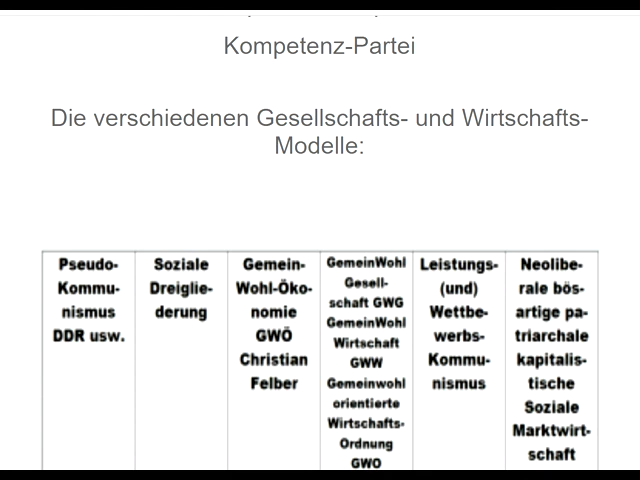 Kompetenz-Partei
Die verschiedenen Gesellschafts- und Wirtschafts-
Modelle:
Pseudo-
Kommu-
nismus
DDR usw.
Soziale
Dreiglie-
derung
Gemein-
Wohl-Öko-
nomie
GWÖ
Christian
Felber
GemeinWohl
Gesell-
schaft GWG
GemeinWohl
Wirtschaft
GWW
Gemeinwohl
orientierte
Wirtschafts-
Ordnung
GWO
Leistungs-
(und)
Wettbe-
werbs-
Kommu-
nismus
Neolibe-
rale bös-
artige pa-
triarchale
kapitalis-
tische
Soziale
Marktwirt-
schaft